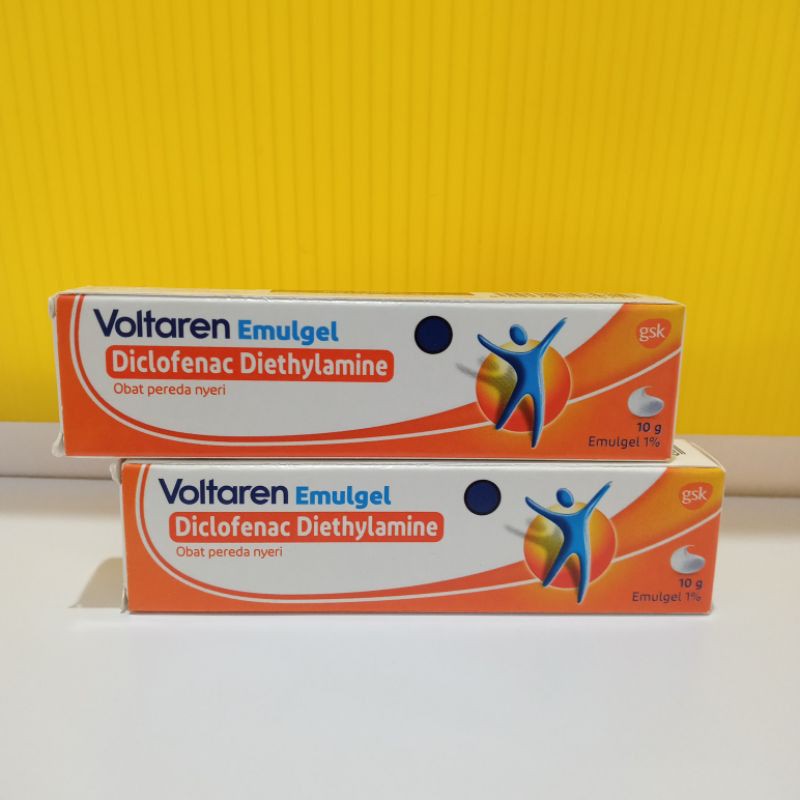 Voltaren Emulgel
Diclofenac Diethylamine
Obat pereda nyeri
gsk
10 g
Emulgel 1%
Voltaren Emulgel
Diclofenac Diethylamine
Obat pereda nyeri
gsk
10 g
Emulgel 1%